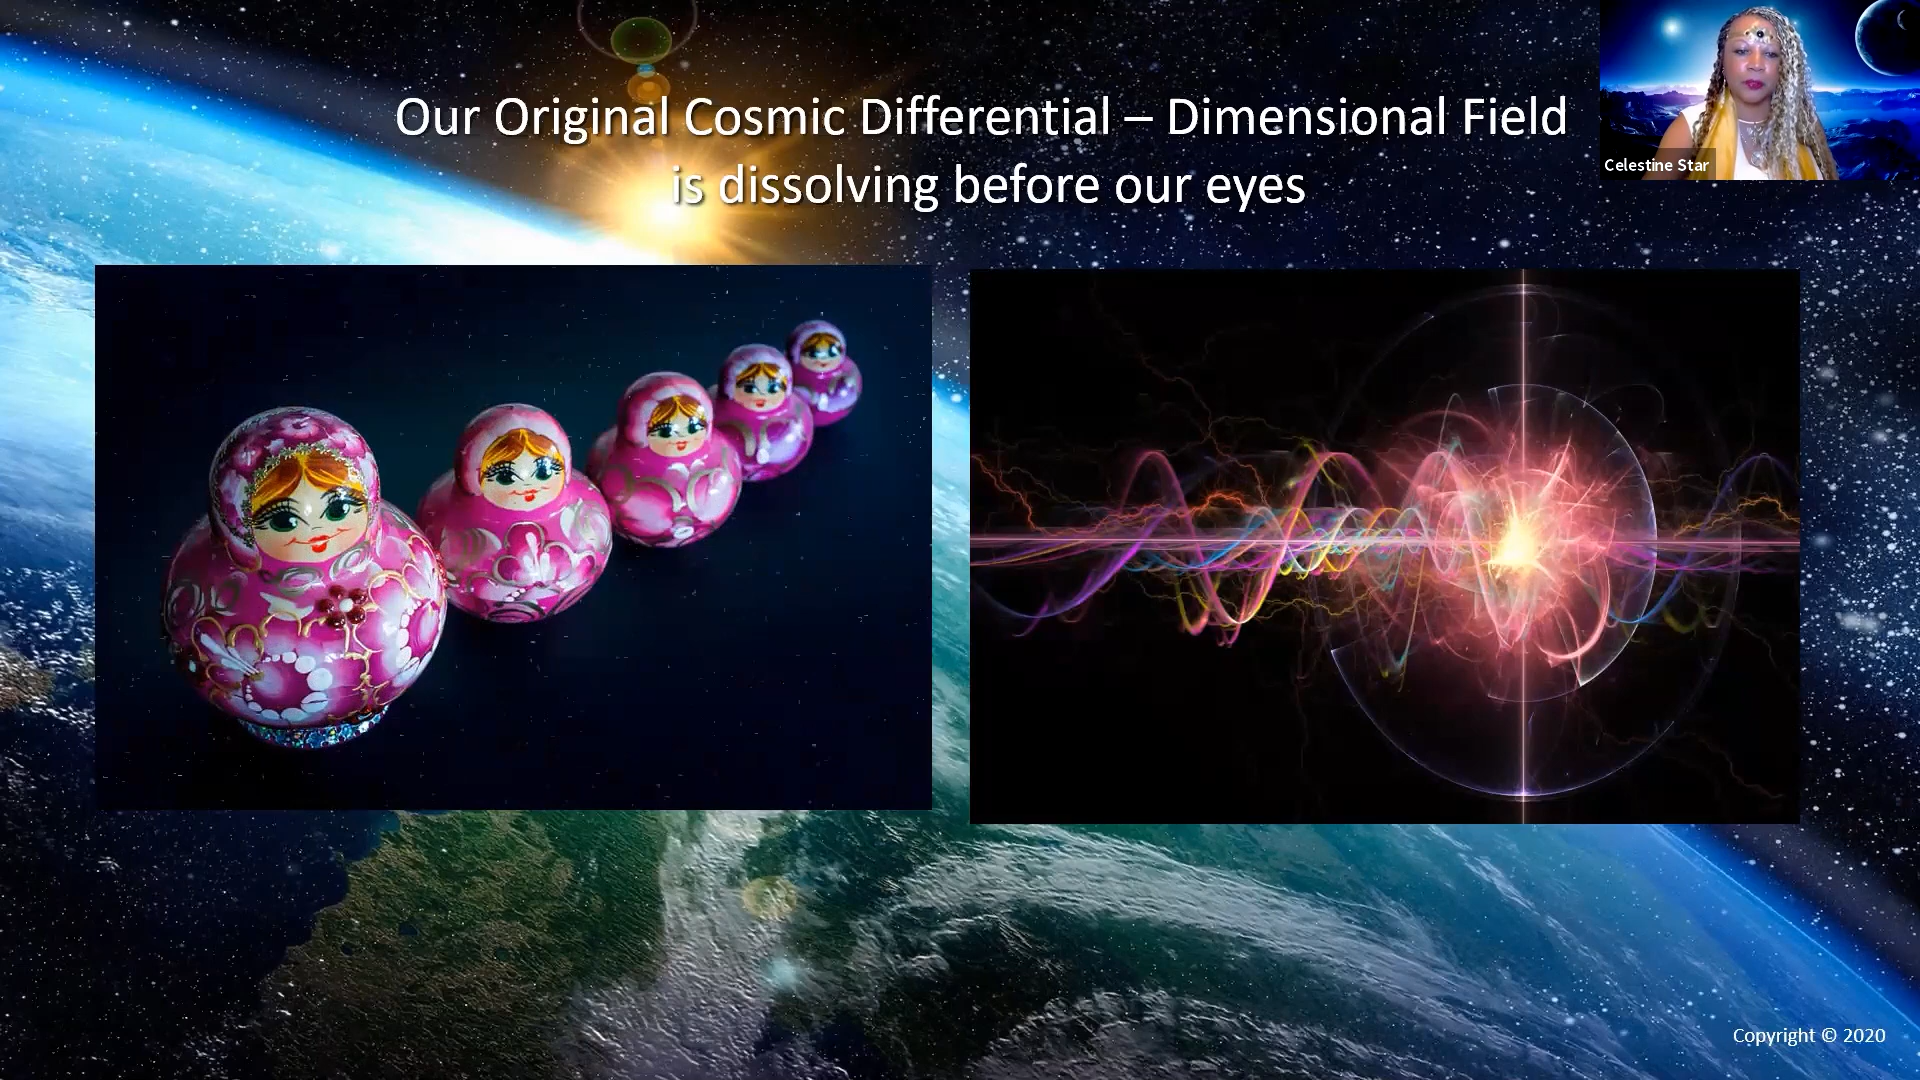 Our Original Cosmic Differential – Dimensional Field
is dissolving before our eyes
Celestine Star
Copyright © 2020